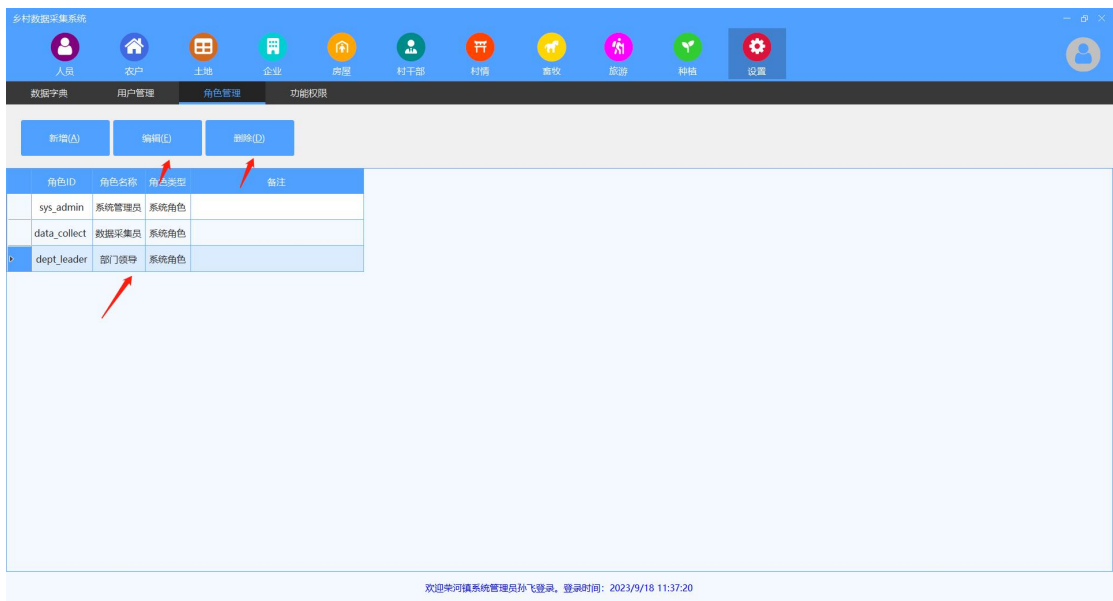 乡村数据采集系统
人员 农户 土地 企业 房屋 村干部 村情 畜牧 旅游 种植 设置
数据字典 用户管理 角色管理 功能权限
新增(A) 编辑(E) 删除(D)
角色ID 角色名称 角色类型 备注
sys_admin 系统管理员 系统角色
data_collect 数据采集员 系统角色
dept_leader 部门领导 系统角色
欢迎荣河镇系统管理员孙飞登录。登录时间：2023/9/18 11:37:20